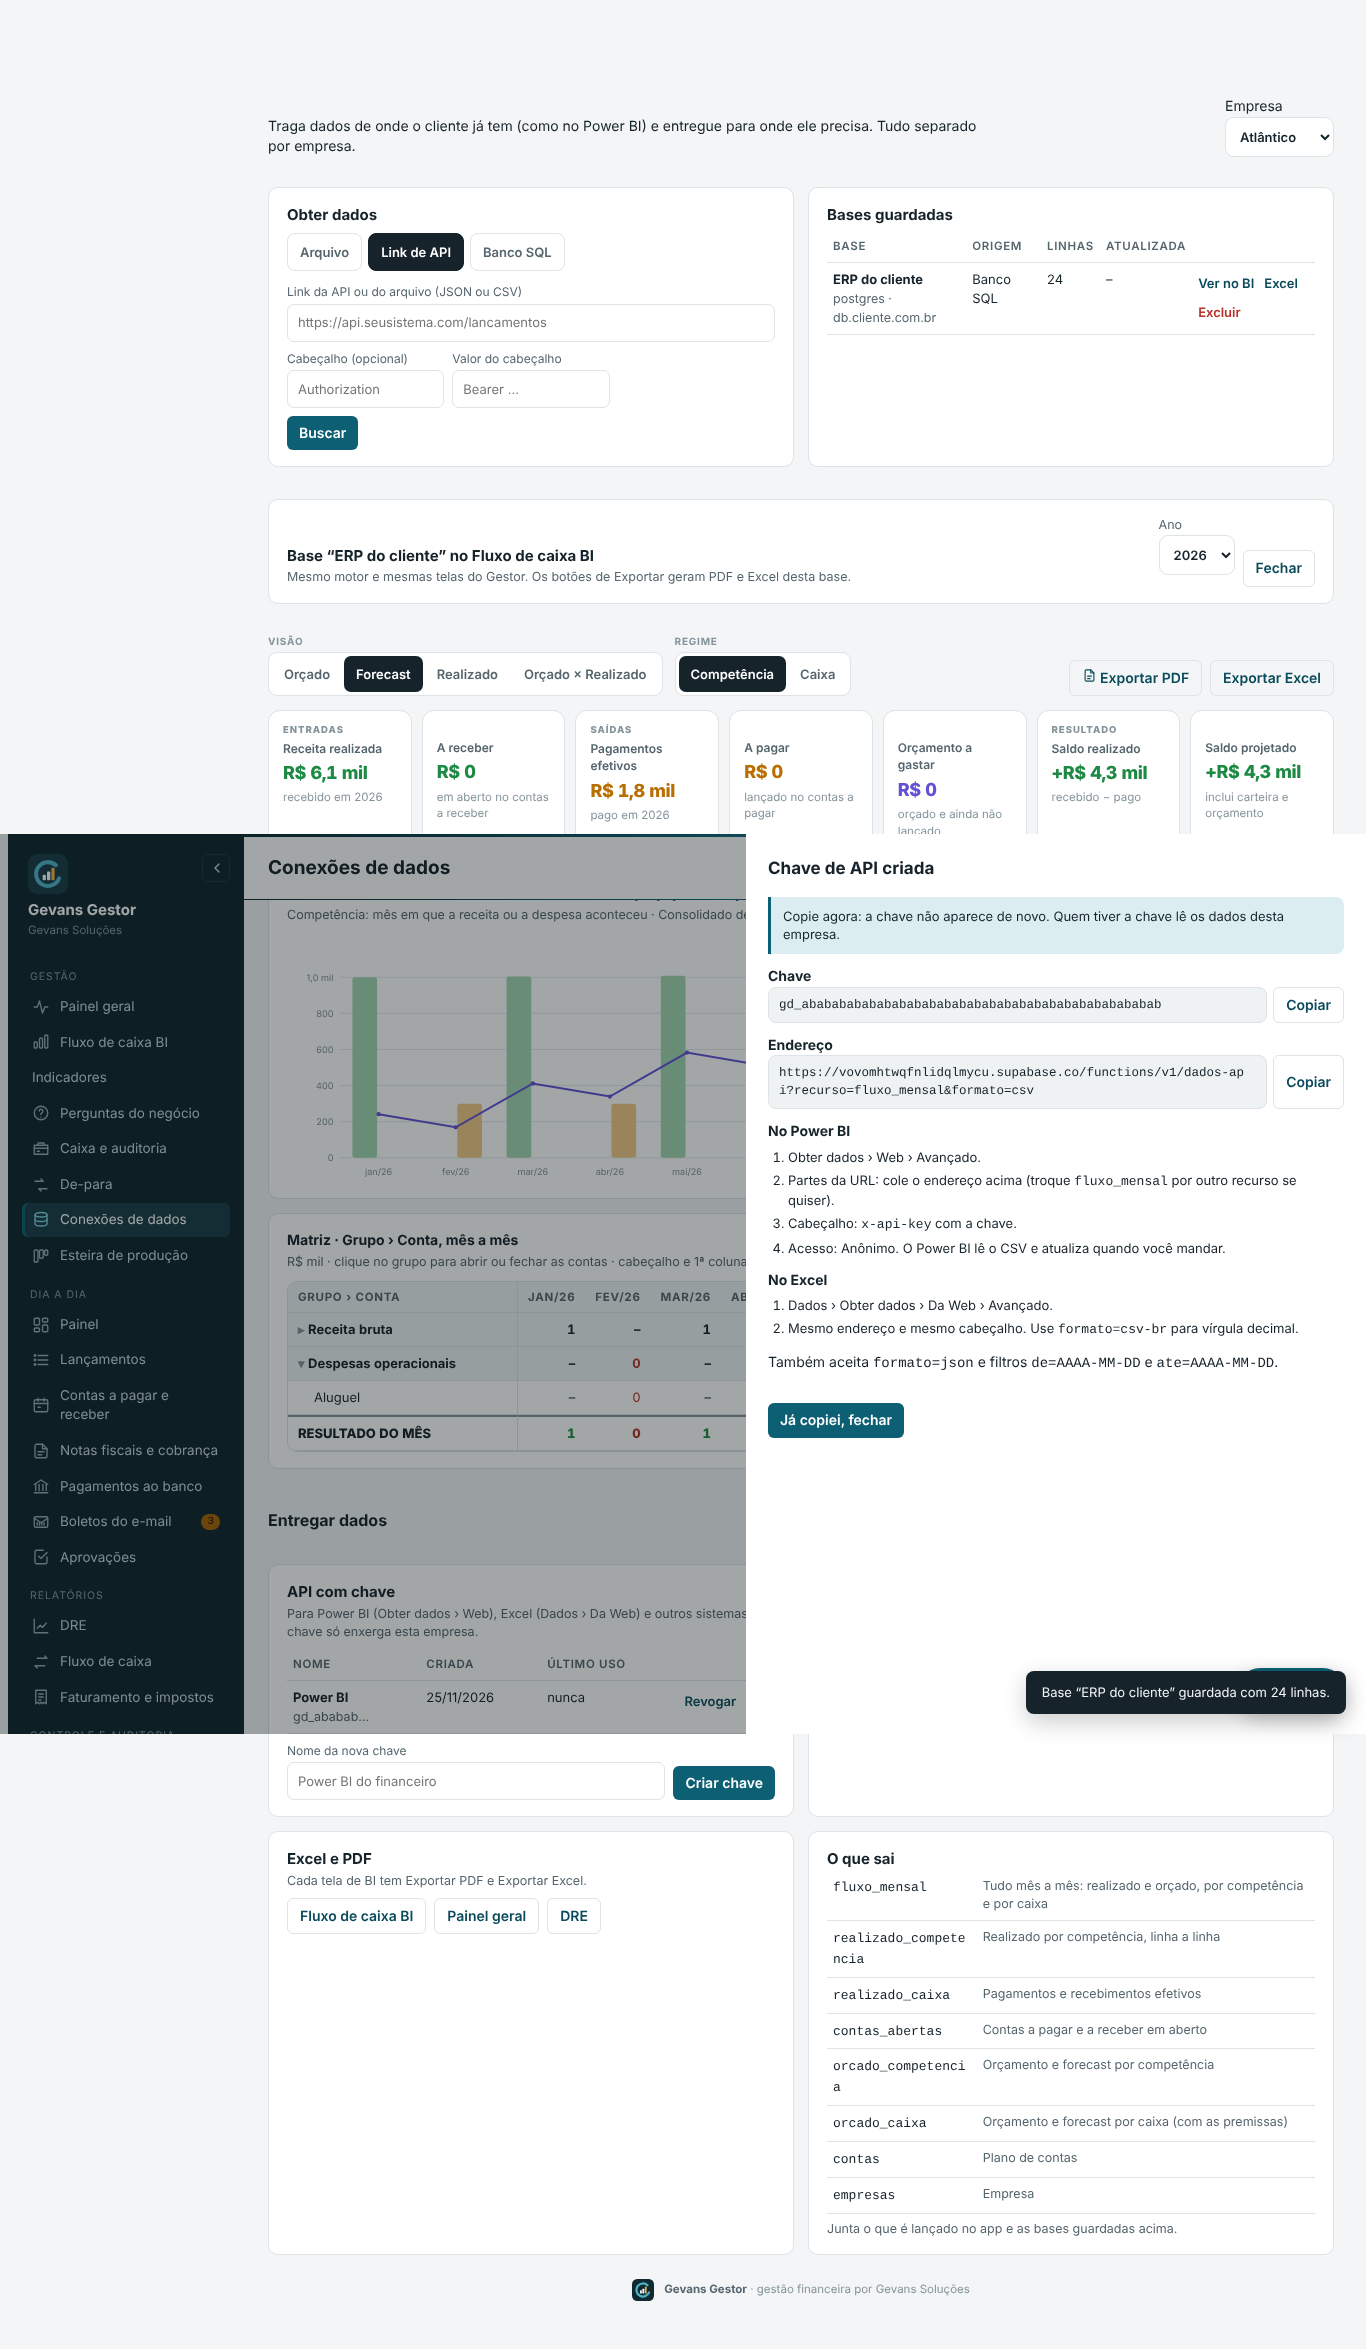 Empresa
Traga dados de onde o cliente já tem (como no Power BI) e entregue para onde ele precisa. Tudo separado
por empresa.
Atlântico
Obter dados
Arquivo
Link de API
Banco SQL
Link da API ou do arquivo (JSON ou CSV)
https://api.seusistema.com/lancamentos
Cabeçalho (opcional)
Valor do cabeçalho
Authorization
Bearer ...
Buscar
Bases guardadas
BASE ORIGEM LINHAS ATUALIZADA
ERP do cliente
postgres ·
db.cliente.com.br
Banco
SQL
24
–
Ver no BI
Excel
Excluir
Base “ERP do cliente” no Fluxo de caixa BI
Mesmo motor e mesmas telas do Gestor. Os botões de Exportar geram PDF e Excel desta base.
Ano
2026
Fechar
VISÃO
Orçado
Forecast
Realizado
Orçado × Realizado
REGIME
Competência
Caixa
Exportar PDF
Exportar Excel
ENTRADAS
Receita realizada
R$ 6,1 mil
recebido em 2026
A receber
R$ 0
em aberto no contas
a receber
SAÍDAS
Pagamentos
efetivos
R$ 1,8 mil
pago em 2026
A pagar
R$ 0
lançado no contas a
pagar
Orçamento a
gastar
R$ 0
orçado e ainda não
lançado
RESULTADO
Saldo realizado
+R$ 4,3 mil
recebido − pago
Saldo projetado
+R$ 4,3 mil
inclui carteira e
orçamento
Gevans Gestor
Gevans Soluções
GESTÃO
Painel geral
Fluxo de caixa BI
Indicadores
Perguntas do negócio
Caixa e auditoria
De-para
Conexões de dados
Esteira de produção
DIA A DIA
Painel
Lançamentos
Contas a pagar e
receber
Notas fiscais e cobrança
Pagamentos ao banco
Boletos do e-mail
3
Aprovações
RELATÓRIOS
DRE
Fluxo de caixa
Faturamento e impostos
CONTROLE E AUDITORIA
Conexões de dados
Competência: mês em que a receita ou a despesa aconteceu · Consolidado de
1,0 mil
800
600
400
200
0
jan/26
fev/26
mar/26
abr/26
mai/26
Matriz · Grupo › Conta, mês a mês
R$ mil · clique no grupo para abrir ou fechar as contas · cabeçalho e 1ª coluna
GRUPO › CONTA JAN/26 FEV/26 MAR/26 AB
▸ Receita bruta 1 – 1
▾ Despesas operacionais – 0 –
Aluguel – 0 –
RESULTADO DO MÊS 1 0 1
Entregar dados
API com chave
Para Power BI (Obter dados › Web), Excel (Dados › Da Web) e outros sistemas
chave só enxerga esta empresa.
NOME CRIADA ÚLTIMO USO
Power BI
gd_ababab…
25/11/2026
nunca
Revogar
Nome da nova chave
Power BI do financeiro
Criar chave
Chave de API criada
Copie agora: a chave não aparece de novo. Quem tiver a chave lê os dados desta
empresa.
Chave
gd_abababababababababababababababababababababababab
Copiar
Endereço
https://vovomhtwqfnlidqlmycu.supabase.co/functions/v1/dados-ap
i?recurso=fluxo_mensal&formato=csv
Copiar
No Power BI
1. Obter dados › Web › Avançado.
2. Partes da URL: cole o endereço acima (troque fluxo_mensal por outro recurso se
quiser).
3. Cabeçalho: x-api-key com a chave.
4. Acesso: Anônimo. O Power BI lê o CSV e atualiza quando você mandar.
No Excel
1. Dados › Obter dados › Da Web › Avançado.
2. Mesmo endereço e mesmo cabeçalho. Use formato=csv-br para vírgula decimal.
Também aceita formato=json e filtros de=AAAA-MM-DD e ate=AAAA-MM-DD.
Já copiei, fechar
Base “ERP do cliente” guardada com 24 linhas.
Excel e PDF
Cada tela de BI tem Exportar PDF e Exportar Excel.
Fluxo de caixa BI
Painel geral
DRE
O que sai
fluxo_mensal
Tudo mês a mês: realizado e orçado, por competência
e por caixa
realizado_compete
ncia
Realizado por competência, linha a linha
realizado_caixa
Pagamentos e recebimentos efetivos
contas_abertas
Contas a pagar e a receber em aberto
orcado_competenci
a
Orçamento e forecast por competência
orcado_caixa
Orçamento e forecast por caixa (com as premissas)
contas
Plano de contas
empresas
Empresa
Junta o que é lançado no app e as bases guardadas acima.
Gevans Gestor · gestão financeira por Gevans Soluções